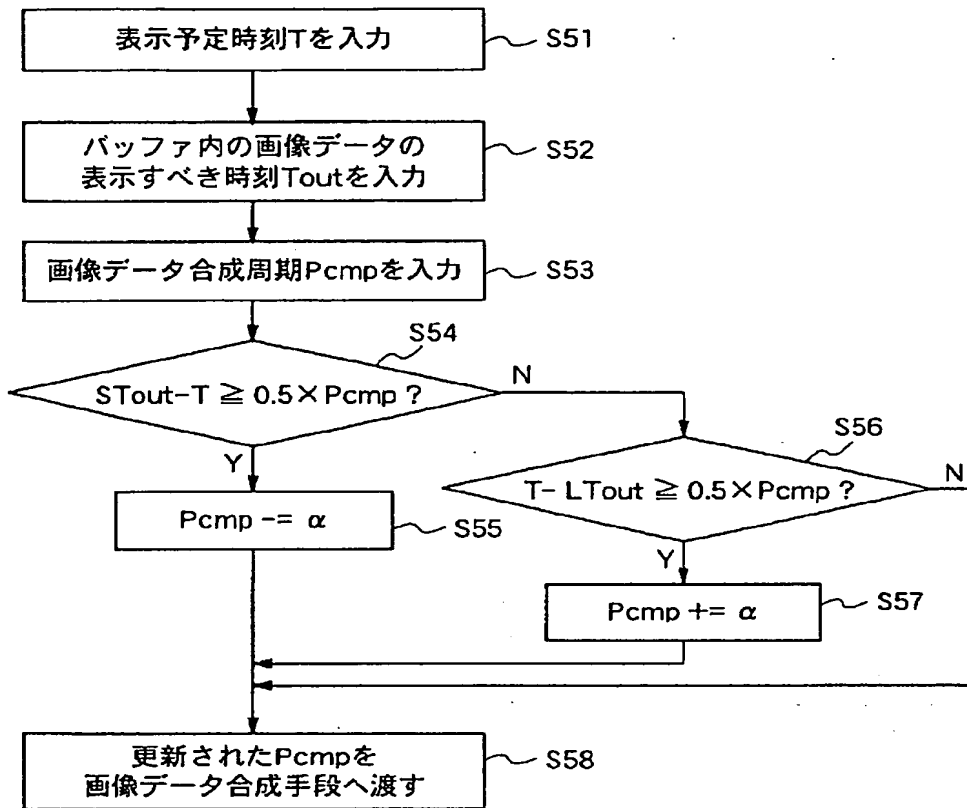 表示予定時刻Tを入力
S51
バッファ内の画像データの
表示すべき時刻Toutを入力
S52
画像データ合成周期Pcmpを入力
S53
S54
STout-T ≧ 0.5×Pcmp ?
N
Y
S56
T- LTout ≧ 0.5×Pcmp ?
N
Y
Pcmp -= α
S55
Pcmp += α
S57
更新されたPcmpを
画像データ合成手段へ渡す
S58